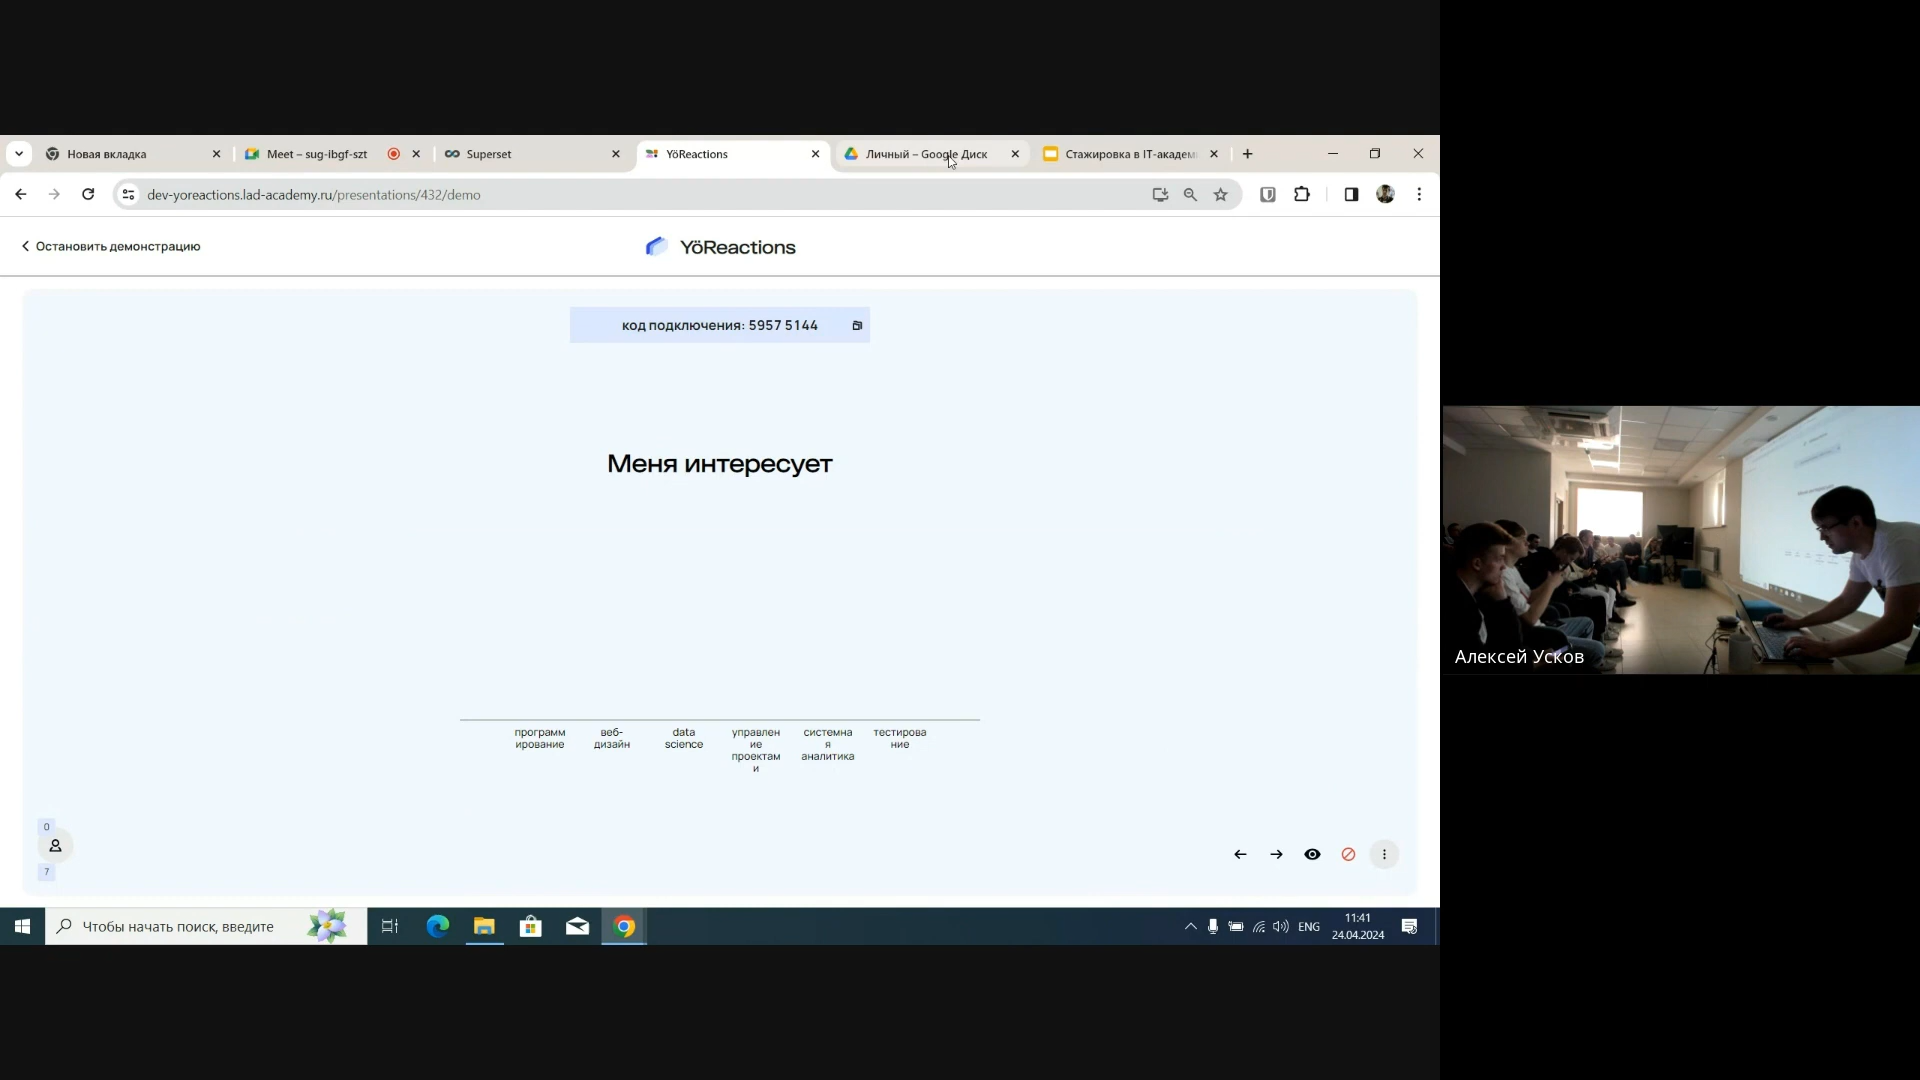 Новая вкладка
Meet – sug-ibgf-szt
Superset
YöReactions
Личный – Google Диск
Стажировка в IT-академ
dev-yoreactions.lad-academy.ru/presentations/432/demo
Остановить демонстрацию
YöReactions
код подключения: 5957 5144
Меня интересует
программ
ирование
веб-
дизайн
data
science
управлен
ие
проектам
и
системна
я
аналитика
тестирова
ние
0
7
Чтобы начать поиск, введите
ENG
11:41
24.04.2024
Алексей Усков